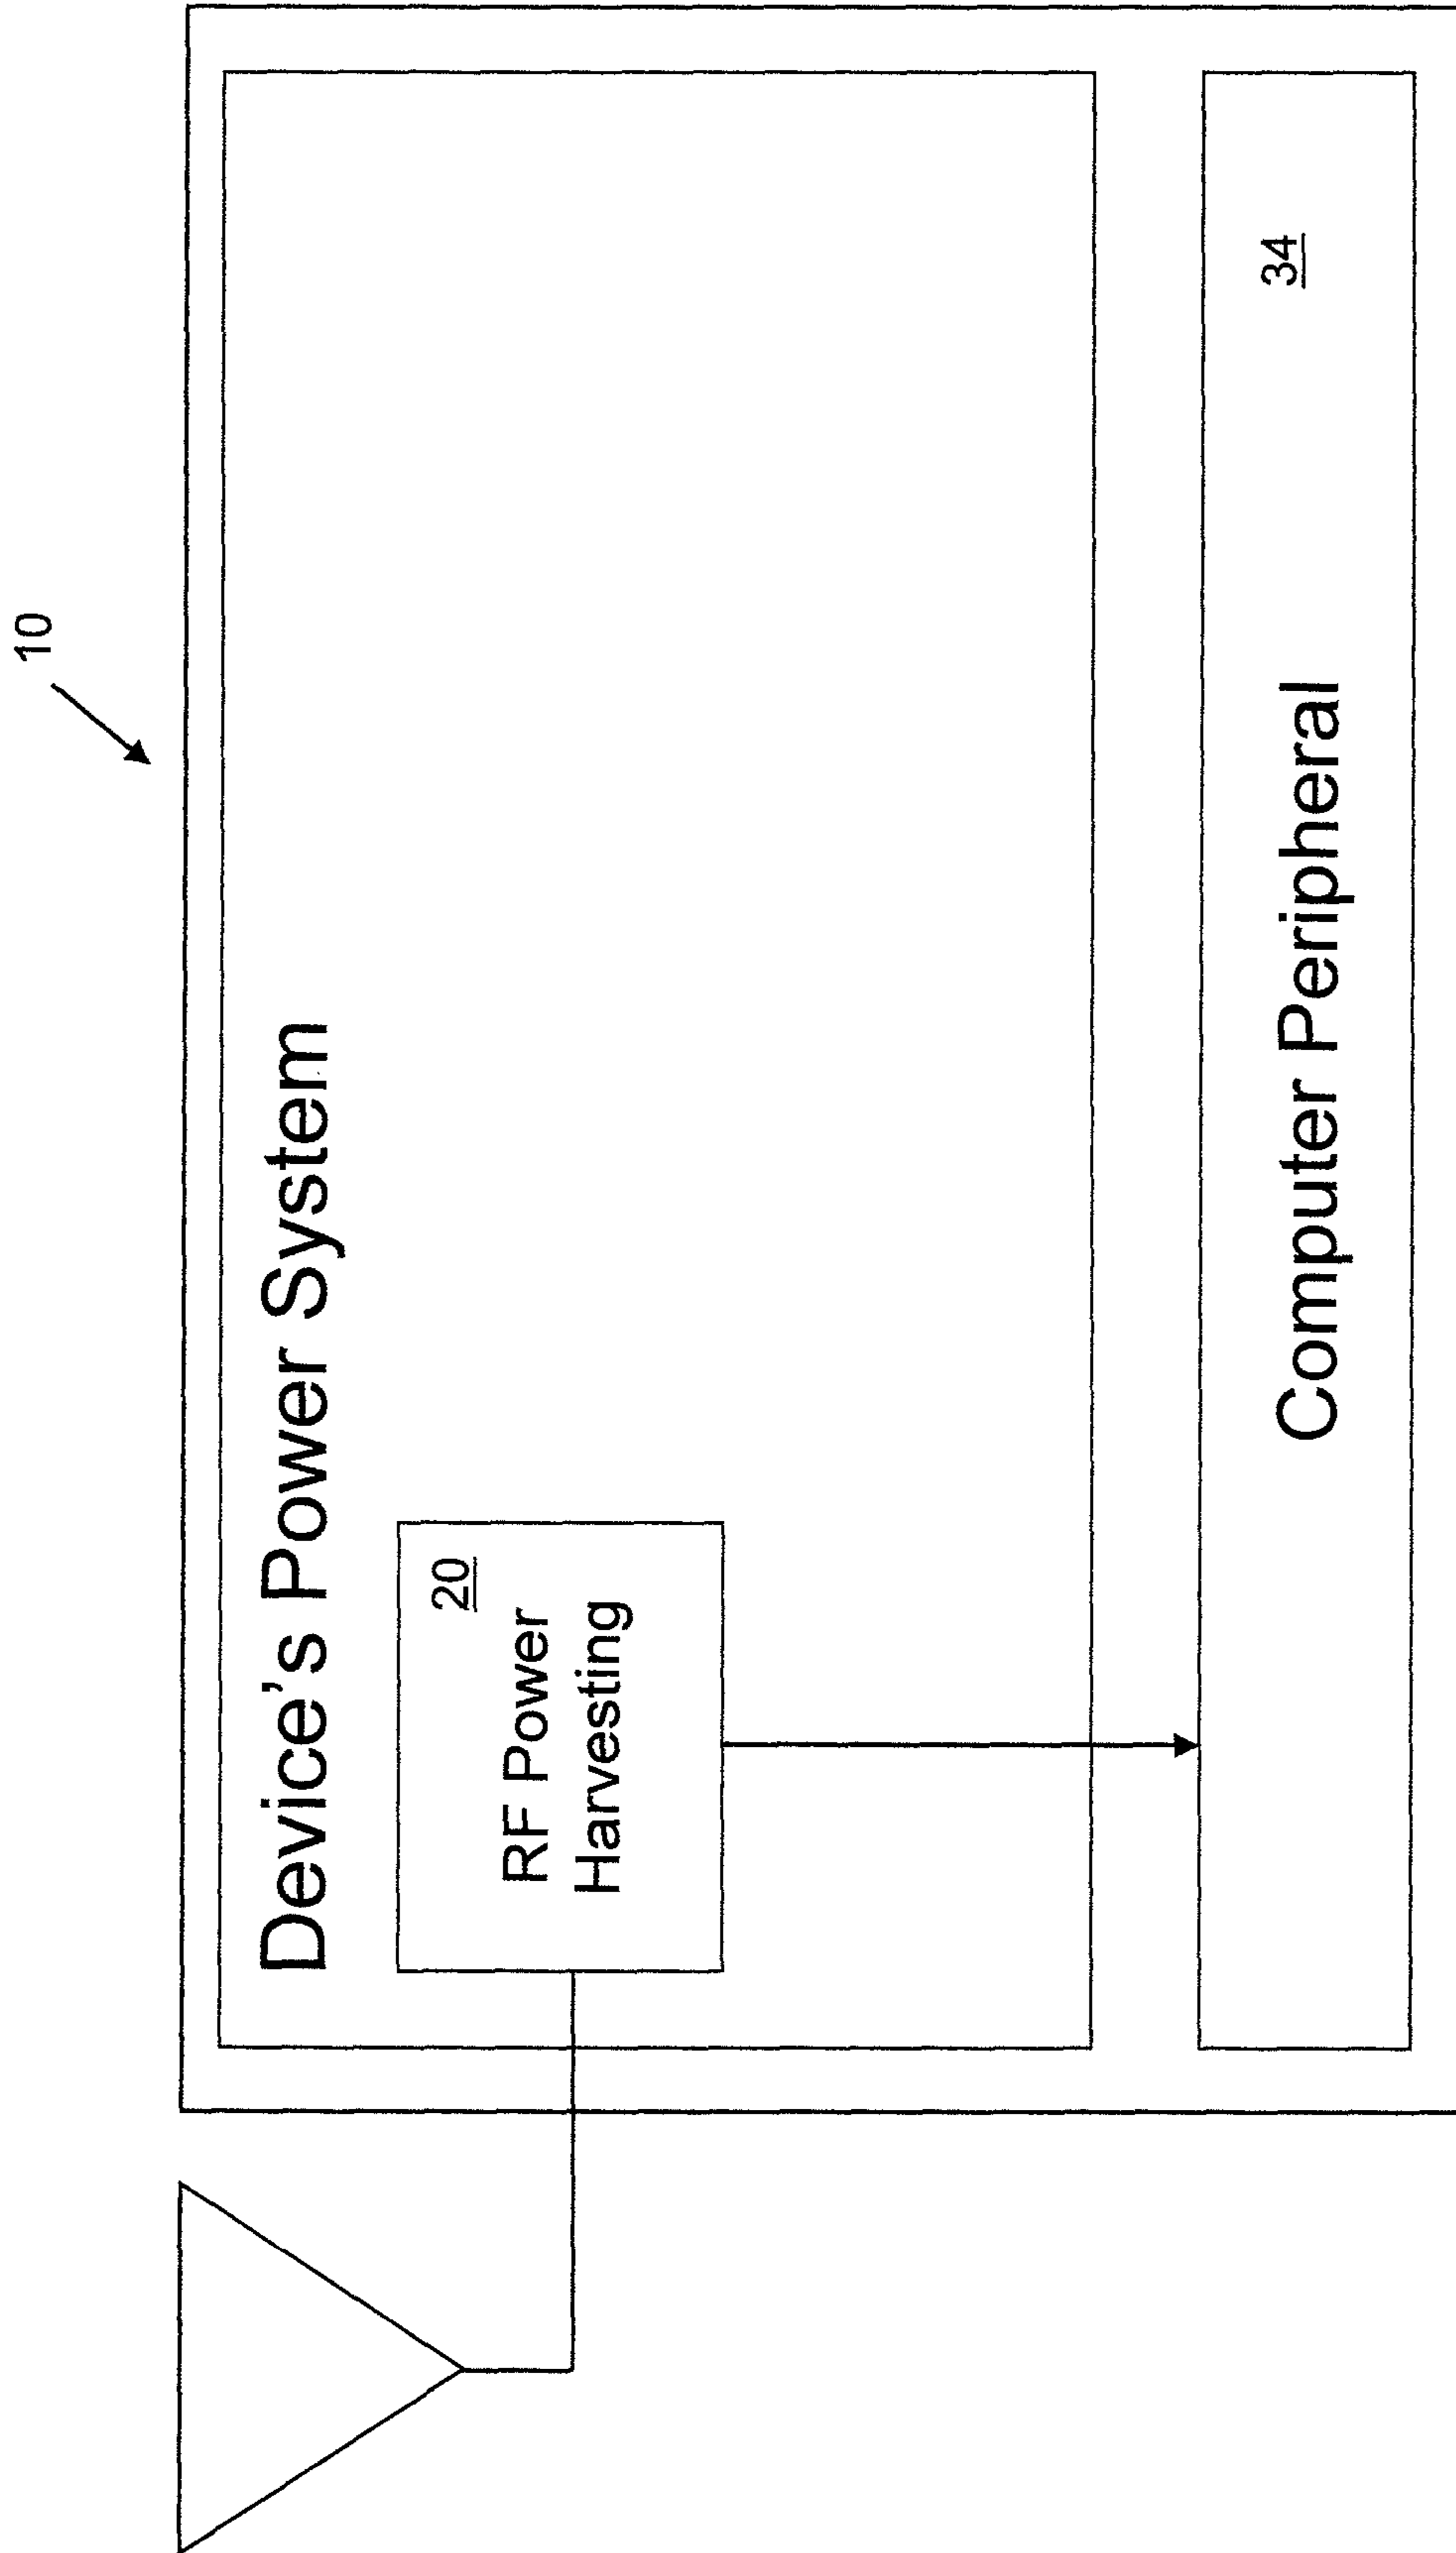 10
Device's Power System
20
RF Power
Harvesting
34
Computer Peripheral